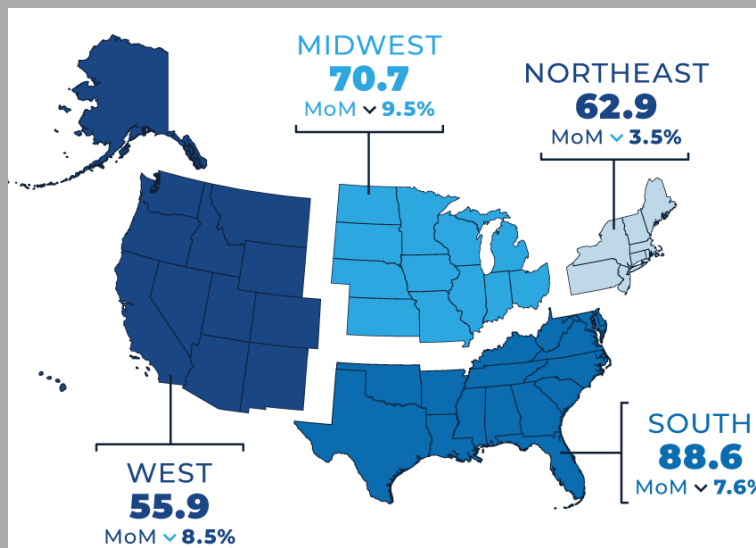 MIDWEST
70.7
MoM 9.5%
NORTHEAST
62.9
MoM 3.5%
SOUTH
88.6
MoM 7.6%
WEST
55.9
MoM 8.5%